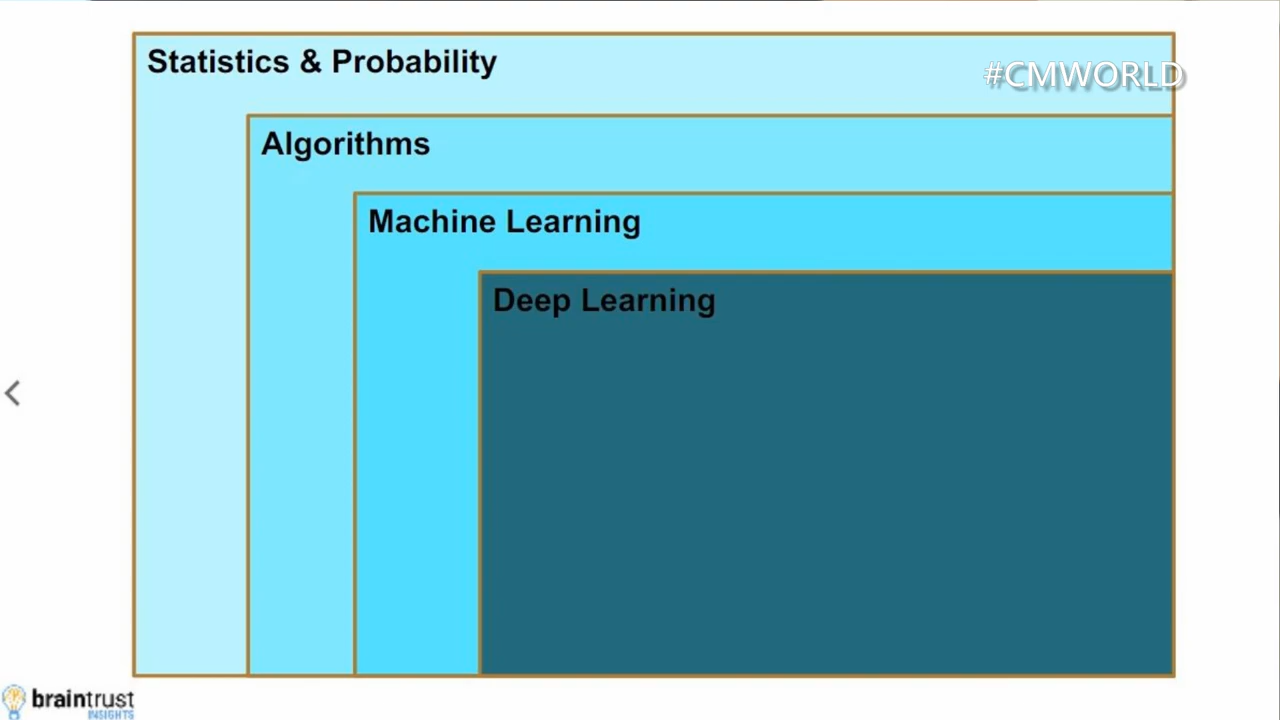 Statistics & Probability
#CMWORLD
Algorithms
Machine Learning
Deep Learning
braintrust
INSIGHTS